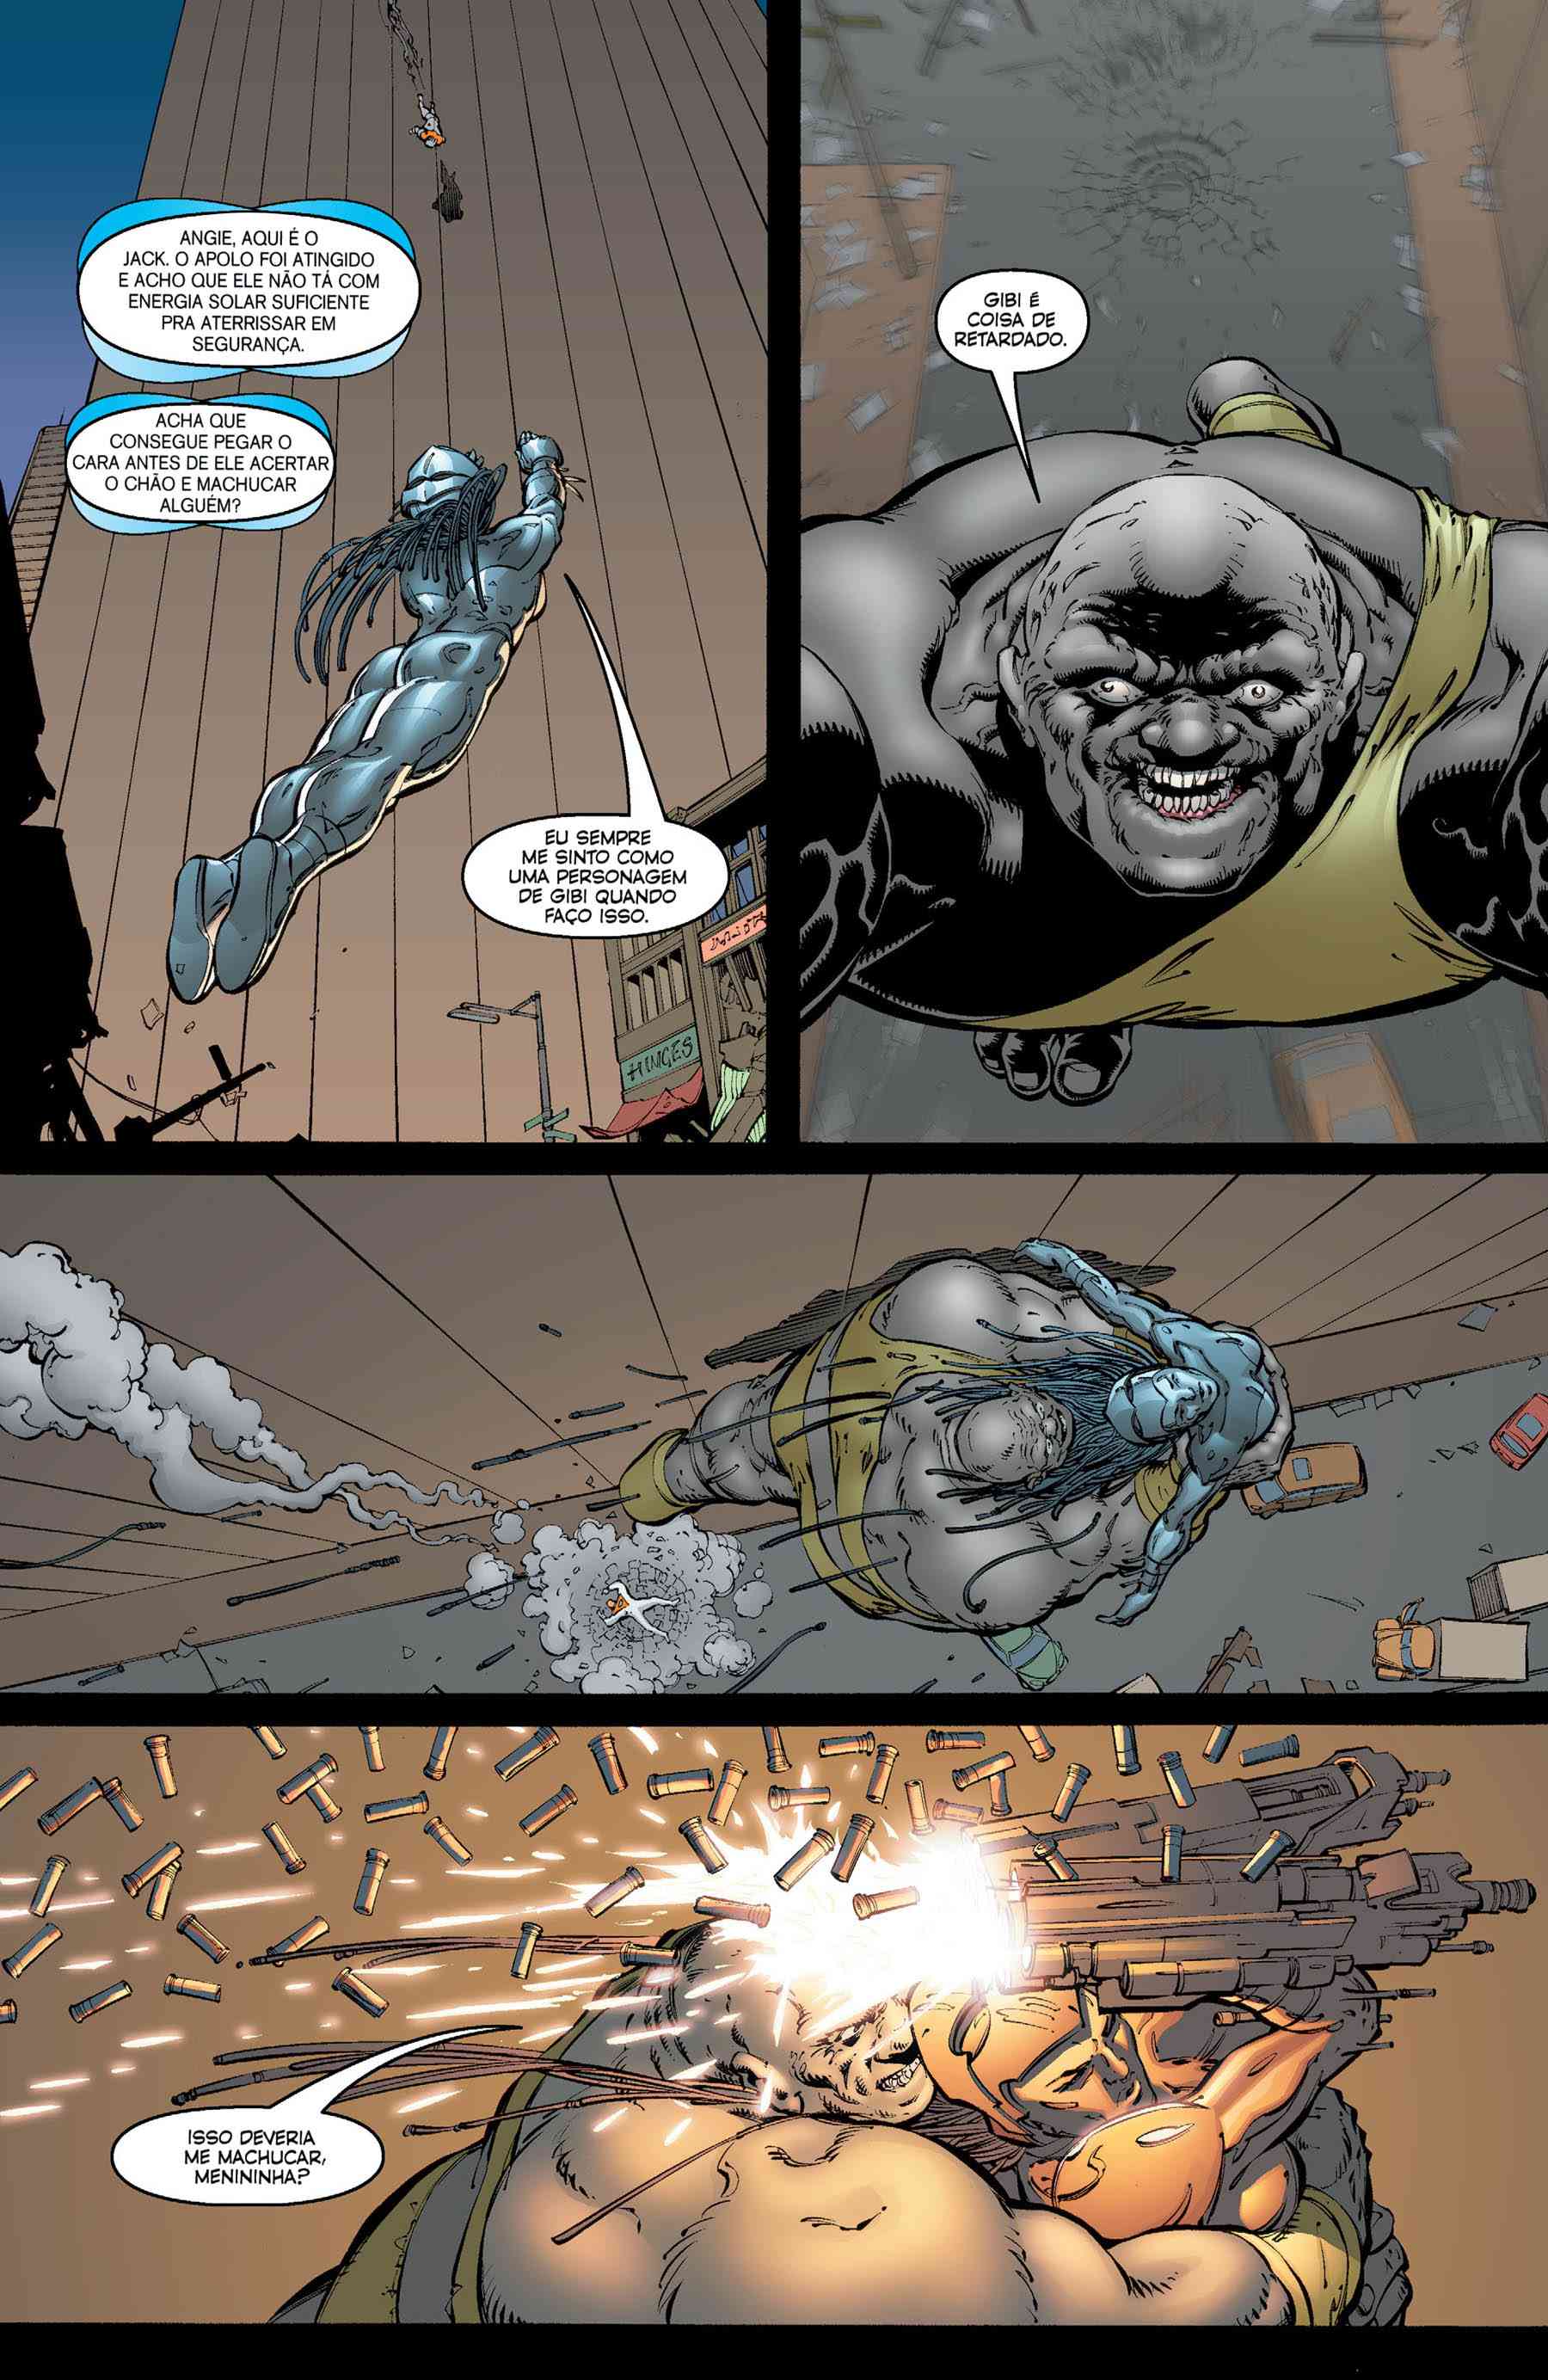 ANGIE, AQUI É O
JACK. O APOLO FOI ATINGIDO
E ACHO QUE ELE NÃO TÁ COM
ENERGIA SOLAR SUFICIENTE
PRA ATERRISSAR EM
SEGURANÇA.
ACHA QUE
CONSEGUE PEGAR O
CARA ANTES DE ELE ACERTAR
O CHÃO E MACHUCAR
ALGUÉM?
EU SEMPRE
ME SINTO COMO
UMA PERSONAGEM
DE GIBI QUANDO
FAÇO ISSO.
HINGES
GIBI É
COISA DE
RETARDADO.
ISSO DEVERIA
ME MACHUCAR,
MENININHA?